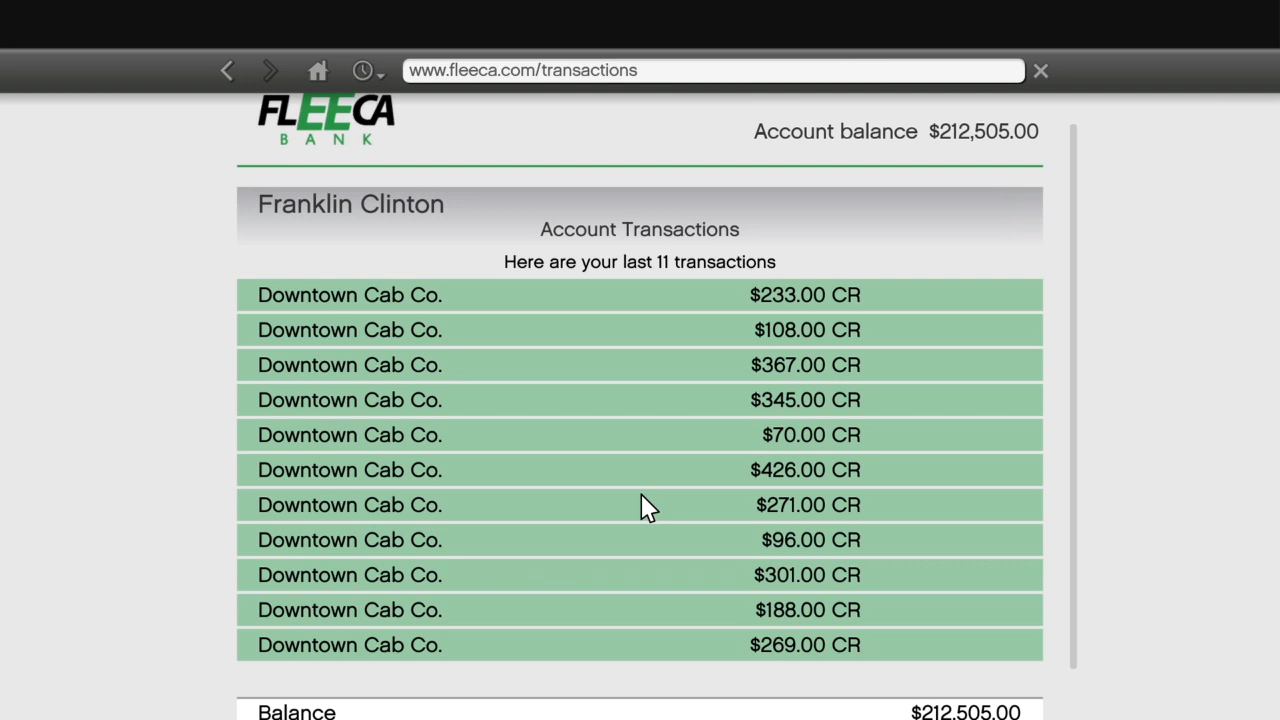 www.fleeca.com/transactions
FLEECA
BANK
Account balance $212,505.00
Franklin Clinton
Account Transactions
Here are your last 11 transactions
Downtown Cab Co. $233.00 CR
Downtown Cab Co. $108.00 CR
Downtown Cab Co. $367.00 CR
Downtown Cab Co. $345.00 CR
Downtown Cab Co. $70.00 CR
Downtown Cab Co. $426.00 CR
Downtown Cab Co. $271.00 CR
Downtown Cab Co. $96.00 CR
Downtown Cab Co. $301.00 CR
Downtown Cab Co. $188.00 CR
Downtown Cab Co. $269.00 CR
Balance $212,505.00